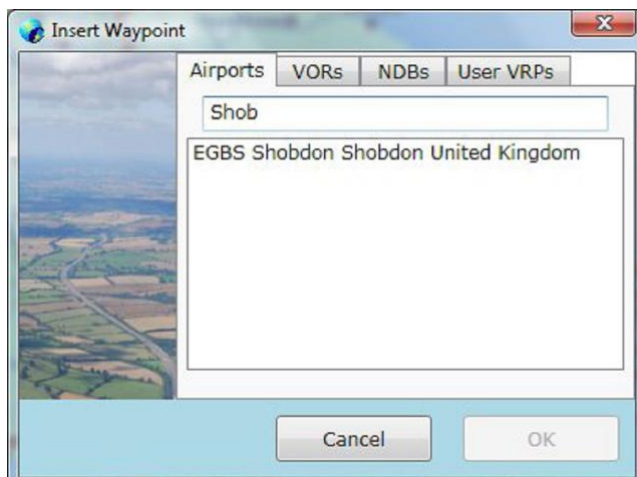 Insert Waypoint
Airports VORs NDBs User VRPs
Shob
EGBS Shobdon Shobdon United Kingdom
Cancel OK